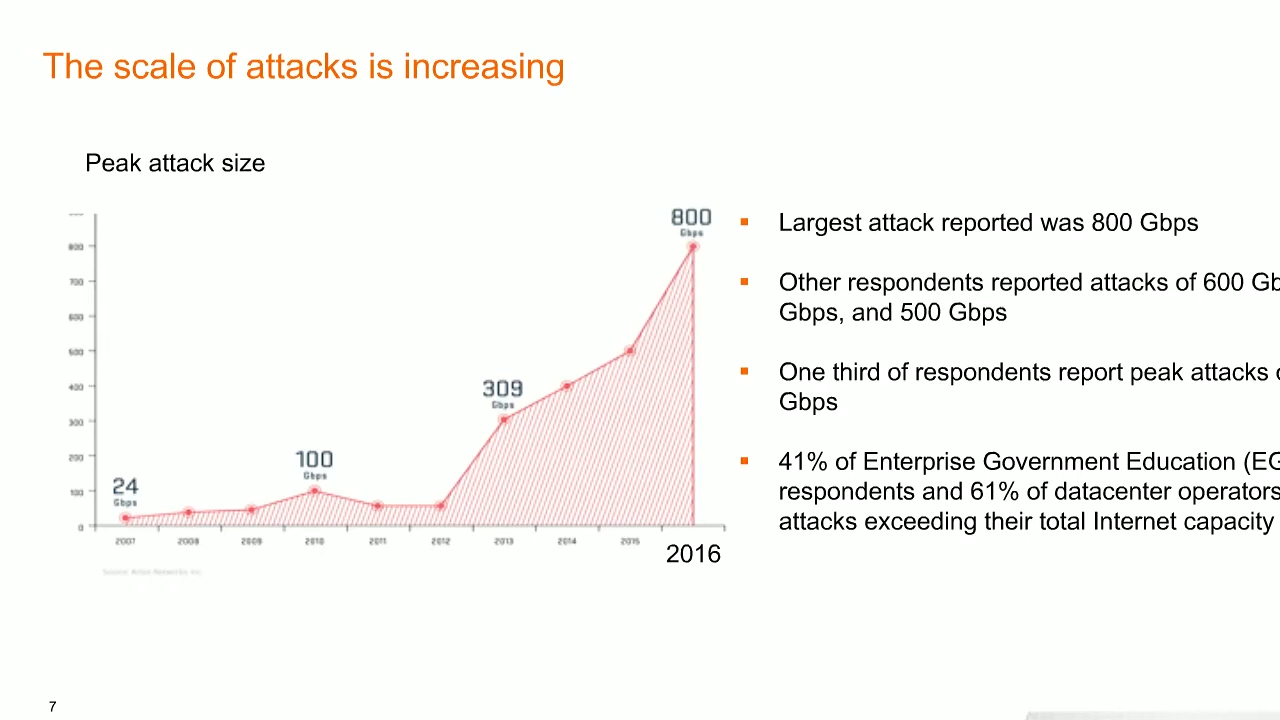 The scale of attacks is increasing
Peak attack size
800
Gbps
800
700
600
500
400
300
200
100
0
309
Gbps
100
Gbps
24
Gbps
2007
2008
2009
2010
2011
2012
2013
2014
2015
2016
Source: Arbor Networks Inc.
Largest attack reported was 800 Gbps
Other respondents reported attacks of 600 Gb
Gbps, and 500 Gbps
One third of respondents report peak attacks
Gbps
41% of Enterprise Government Education (EG
respondents and 61% of datacenter operators
attacks exceeding their total Internet capacity
7